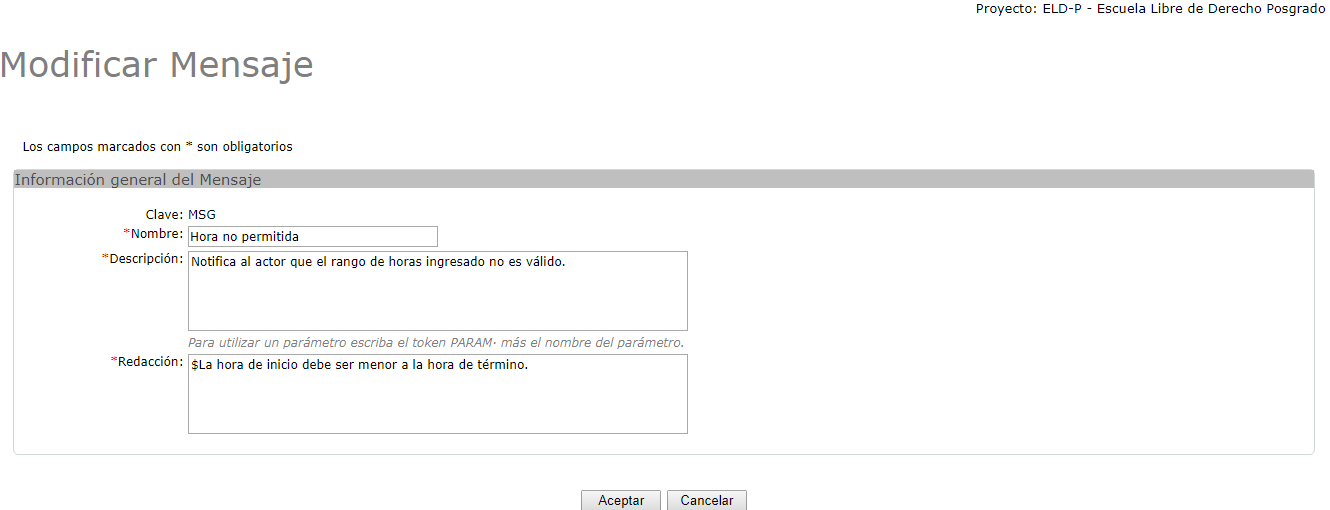 Proyecto: ELD-P - Escuela Libre de Derecho Posgrado
Modificar Mensaje
Los campos marcados con * son obligatorios
Información general del Mensaje
Clave: MSG
*Nombre: Hora no permitida
*Descripción: Notifica al actor que el rango de horas ingresado no es válido.
Para utilizar un parámetro escriba el token PARAM· más el nombre del parámetro.
*Redacción: $La hora de inicio debe ser menor a la hora de término.
Aceptar Cancelar